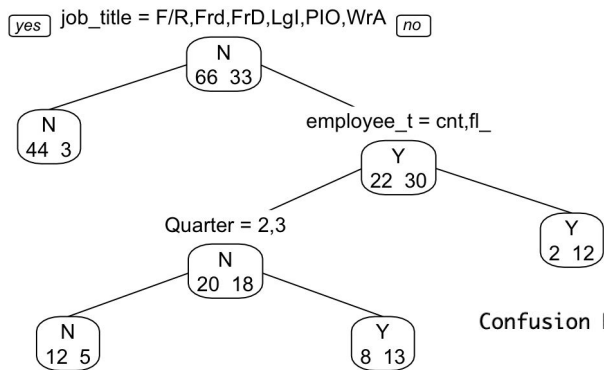 yes job_title = F/R,Frd,FrD,LgI,PIO,WrA no
N
66 33
N
44 3
employee_t = cnt,fl_
Y
22 30
Quarter = 2,3
N
20 18
Y
2 12
N
12 5
Y
8 13
Confusion